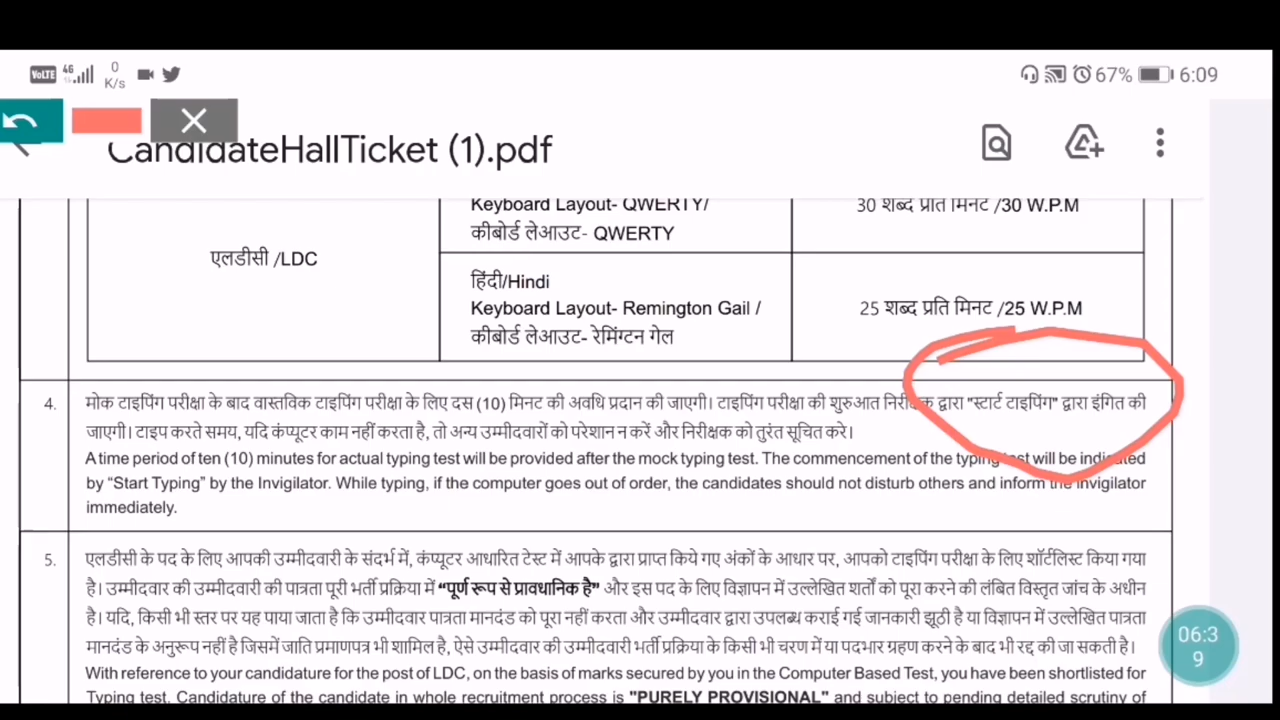 VoLTE 4G 0 K/s 67% 6:09
CandidateHallTicket (1).pdf
Keyboard Layout- QWERTY/ 30 शब्द प्रति मिनट /30 W.P.M
कीबोर्ड लेआउट- QWERTY
एलडीसी /LDC
हिंदी/Hindi
Keyboard Layout- Remington Gail / 25 शब्द प्रति मिनट /25 W.P.M
कीबोर्ड लेआउट- रेमिंग्टन गेल
4. मोक टाइपिंग परीक्षा के बाद वास्तविक टाइपिंग परीक्षा के लिए दस (10) मिनट की अवधि प्रदान की जाएगी। टाइपिंग परीक्षा की शुरुआत निरीक्षक द्वारा "स्टार्ट टाइपिंग" द्वारा इंगित की
जाएगी। टाइप करते समय, यदि कंप्यूटर काम नहीं करता है, तो अन्य उम्मीदवारों को परेशान न करें और निरीक्षक को तुरंत सूचित करे।
A time period of ten (10) minutes for actual typing test will be provided after the mock typing test. The commencement of the typing test will be indicated
by “Start Typing” by the Invigilator. While typing, if the computer goes out of order, the candidates should not disturb others and inform the invigilator
immediately.
5. एलडीसी के पद के लिए आपकी उम्मीदवारी के संदर्भ में, कंप्यूटर आधारित टेस्ट में आपके द्वारा प्राप्त किये गए अंकों के आधार पर, आपको टाइपिंग परीक्षा के लिए शॉर्टलिस्ट किया गया
है। उम्मीदवार की उम्मीदवारी की पात्रता पूरी भर्ती प्रक्रिया में “पूर्ण रूप से प्रावधानिक है” और इस पद के लिए विज्ञापन में उल्लेखित शर्तों को पूरा करने की लंबित विस्तृत जांच के अधीन
है। यदि, किसी भी स्तर पर यह पाया जाता है कि उम्मीदवार पात्रता मानदंड को पूरा नहीं करता और उम्मीदवार द्वारा उपलब्ध कराई गई जानकारी झूठी है या विज्ञापन में उल्लेखित पात्रता
मानदंड के अनुरूप नहीं है जिसमें जाति प्रमाणपत्र भी शामिल है, ऐसे उम्मीदवार की उम्मीदवारी भर्ती प्रक्रिया के किसी भी चरण में या पदभार ग्रहण करने के बाद भी रद्द की जा सकती है।
06:3
9
With reference to your candidature for the post of LDC, on the basis of marks secured by you in the Computer Based Test, you have been shortlisted for
Typing test. Candidature of the candidate in whole recruitment process is "PURELY PROVISIONAL" and subject to pending detailed scrutiny of